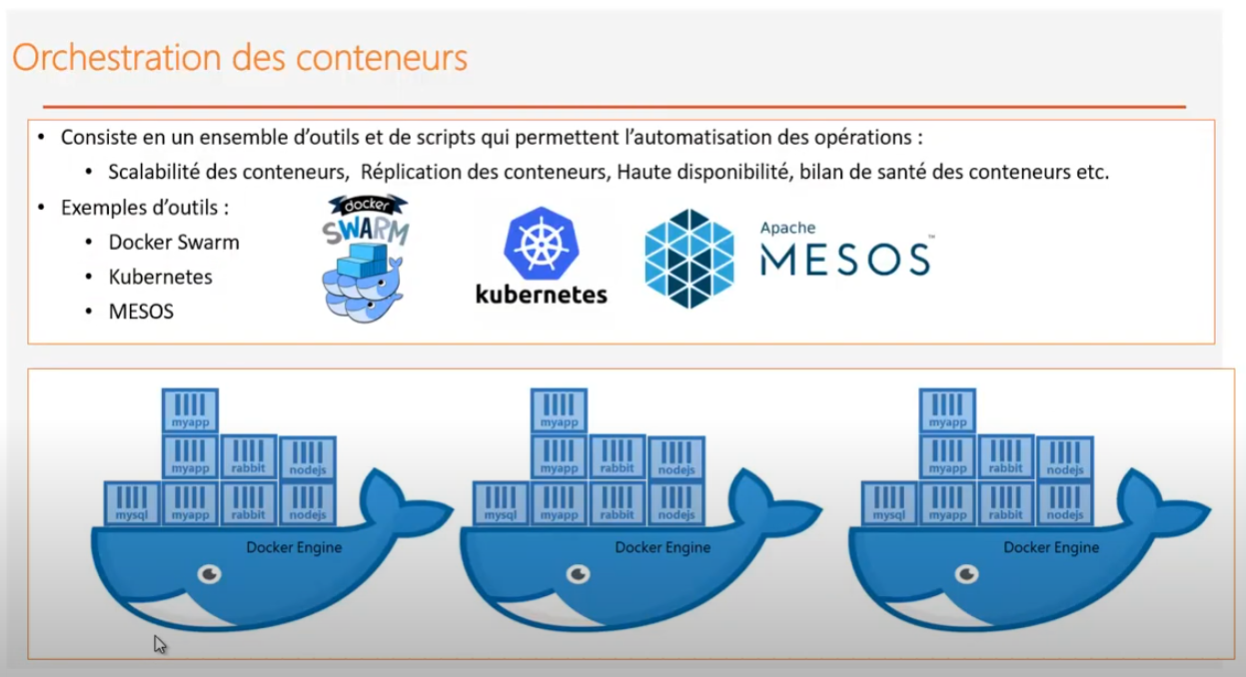 Orchestration des conteneurs
• Consiste en un ensemble d'outils et de scripts qui permettent l'automatisation des opérations :
• Scalabilité des conteneurs, Réplication des conteneurs, Haute disponibilité, bilan de santé des conteneurs etc.
• Exemples d'outils :
• Docker Swarm
• Kubernetes
• MESOS
docker
SWARM
kubernetes
Apache
MESOS™
myapp
myapp rabbit nodejs
mysql myapp rabbit nodejs
Docker Engine
myapp
myapp rabbit nodejs
mysql myapp rabbit nodejs
Docker Engine
myapp
myapp rabbit nodejs
mysql myapp rabbit nodejs
Docker Engine